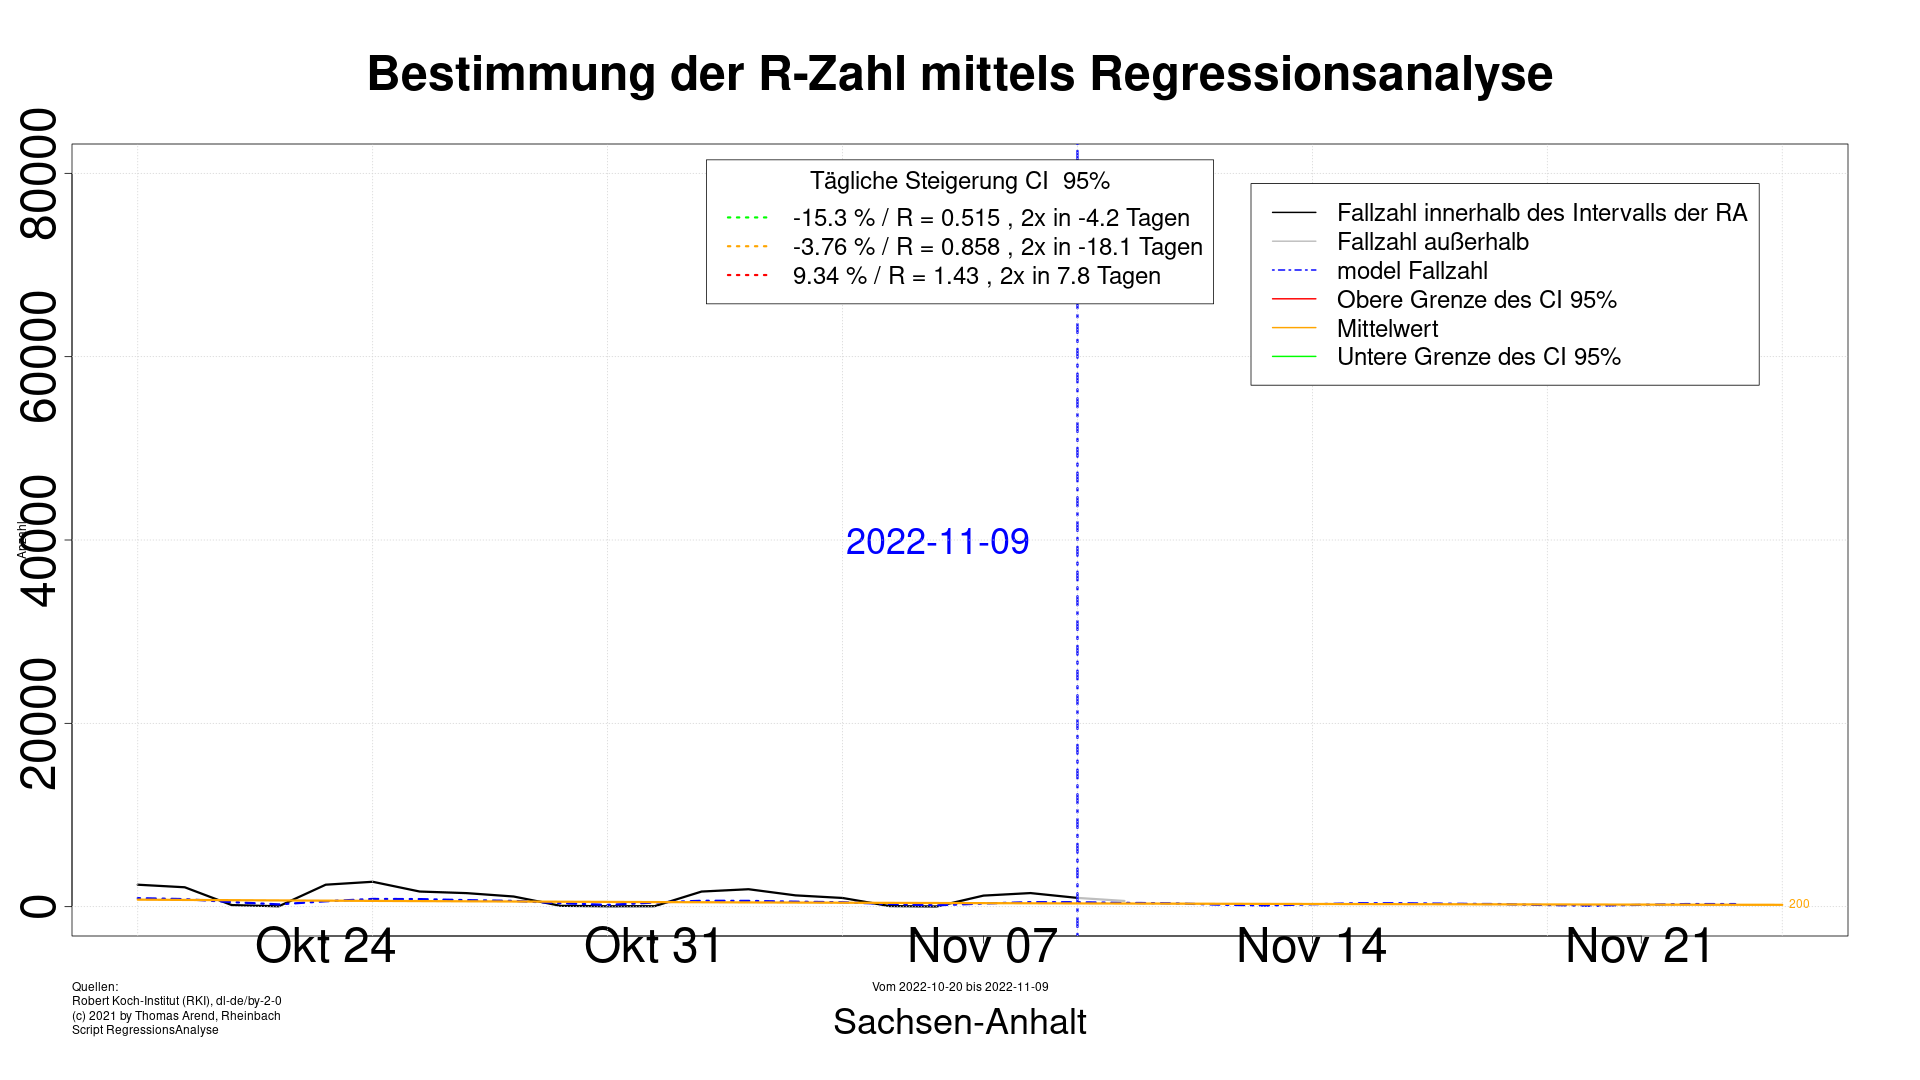 Bestimmung der R-Zahl mittels Regressionsanalyse
Anzahl
80000
60000
40000
20000
0
Tägliche Steigerung CI  95%
-15.3 % / R = 0.515 , 2x in -4.2 Tagen
-3.76 % / R = 0.858 , 2x in -18.1 Tagen
9.34 % / R = 1.43 , 2x in 7.8 Tagen
Fallzahl innerhalb des Intervalls der RA
Fallzahl außerhalb
model Fallzahl
Obere Grenze des CI 95%
Mittelwert
Untere Grenze des CI 95%
2022-11-09
200
Okt 24 Okt 31 Nov 07 Nov 14 Nov 21
Quellen:
Robert Koch-Institut (RKI), dl-de/by-2-0
(c) 2021 by Thomas Arend, Rheinbach
Script RegressionsAnalyse
Vom 2022-10-20 bis 2022-11-09
Sachsen-Anhalt